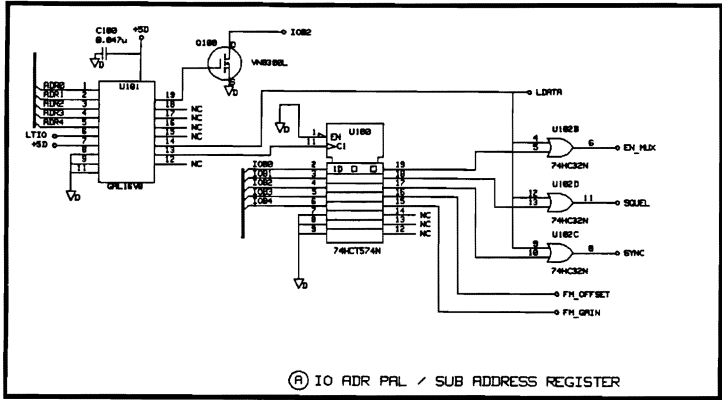 C100 +5D
0.047u
D
Q100
IOB2
D
S
VN0300L
D
ADR0 1
ADR1 2
ADR2 3
ADR3 4
ADR4 5
LTIO 6
+5D 7
8
9
11
D
U101
GAL16V8
19
18 NC
17 NC
16 NC
15 NC
14
13
12 NC
LDATA
D
U100
1 EN
11 C1
IOB0 2 1D 19
IOB1 3 18
IOB2 4 17
IOB3 5 16
IOB4 6 15
7 14 NC
8 13 NC
9 12 NC
74HCT574N
D
U102B
4
5 6 EN_MUX
74HC32N
U102D
12
13 11 SQUEL
74HC32N
U102C
9
10 8 SYNC
74HC32N
FM_OFFSET
FM_GAIN
A IO ADR PAL / SUB ADDRESS REGISTER